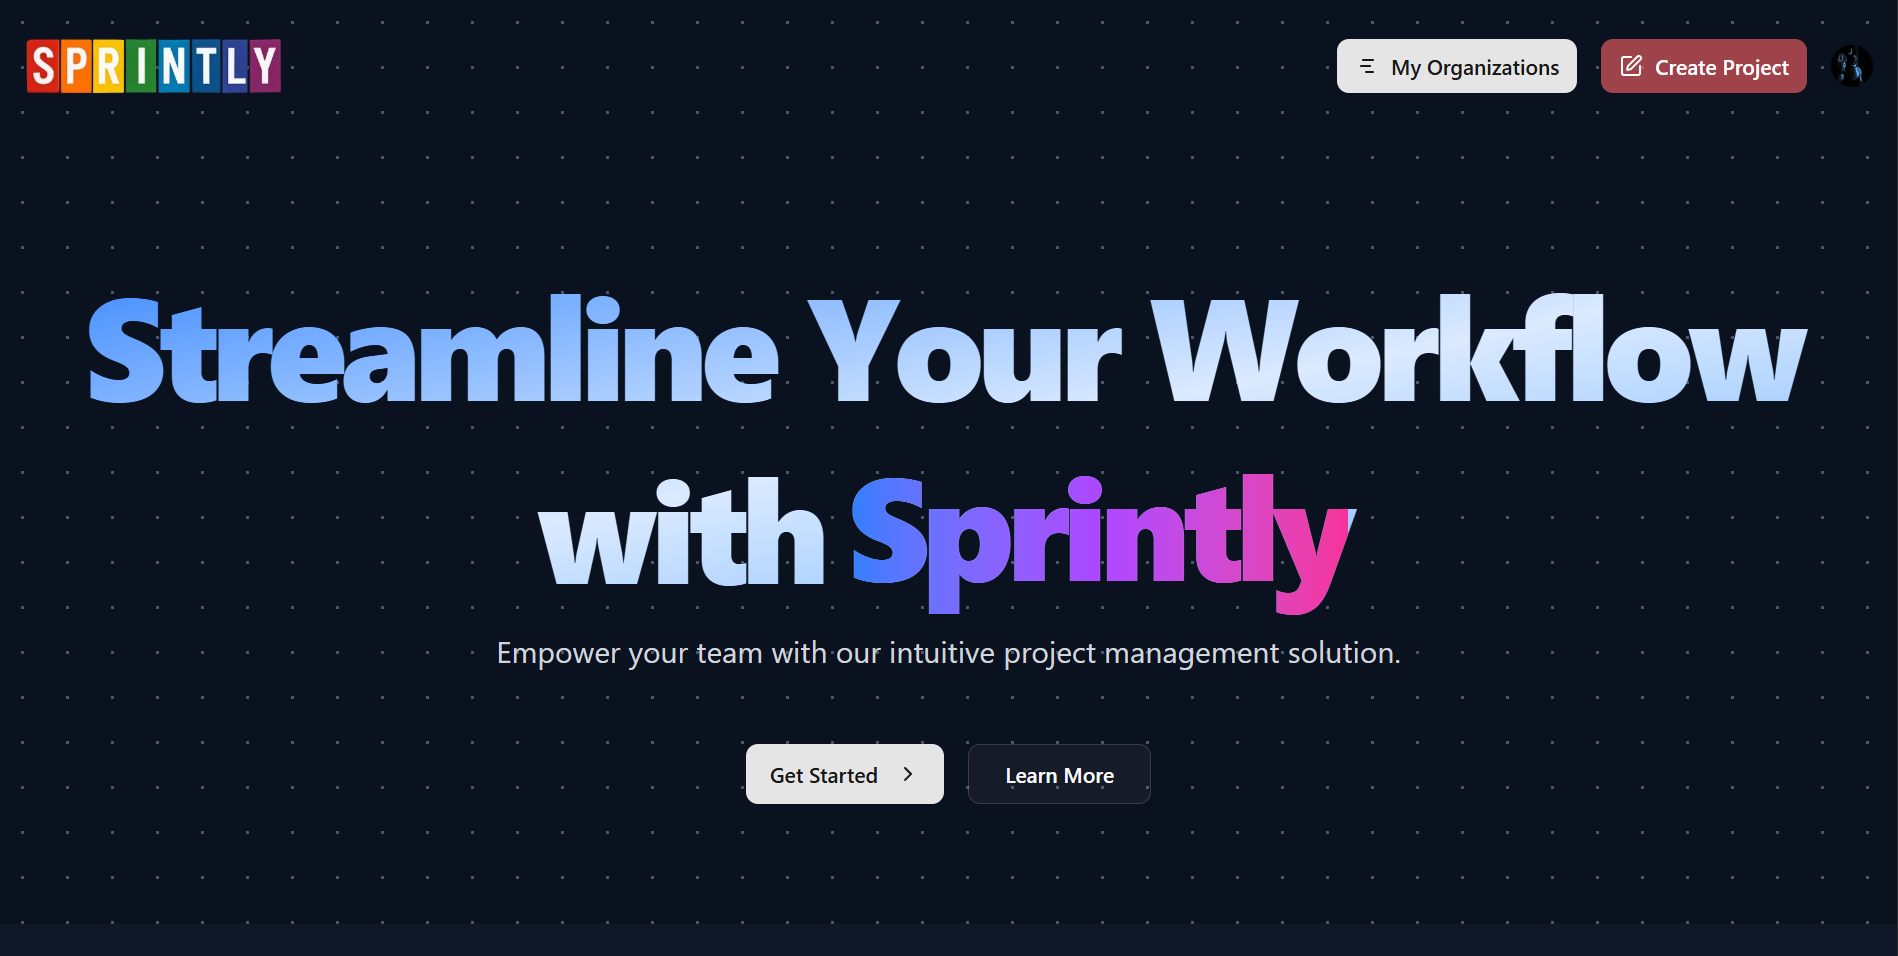 SPRINTLY
My Organizations
Create Project
Streamline Your Workflow
with Sprintly
Empower your team with our intuitive project management solution.
Get Started
Learn More